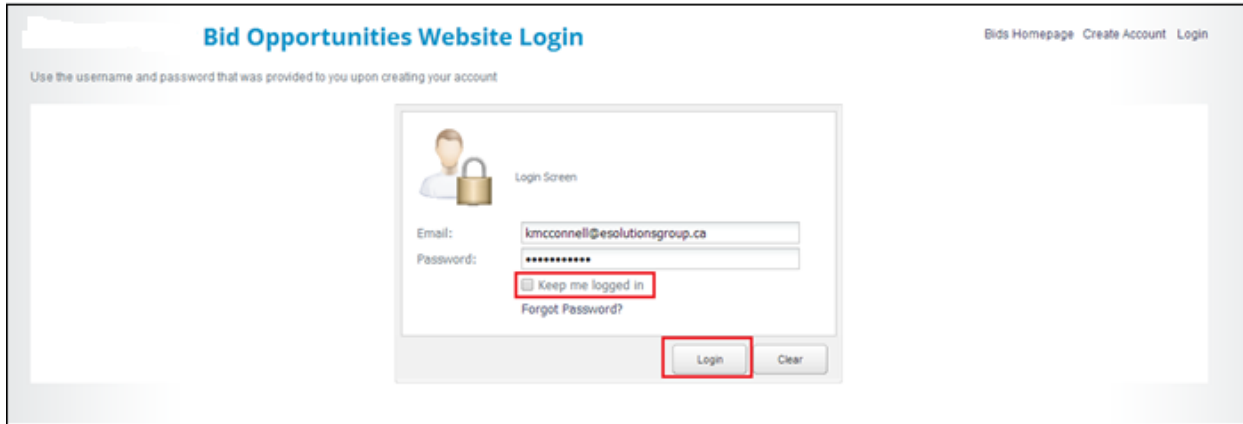 Bid Opportunities Website Login
Bids Homepage Create Account Login
Use the username and password that was provided to you upon creating your account
Login Screen
Email: kmcconnell@esolutionsgroup.ca
Password: •••••••••••
Keep me logged in
Forgot Password?
Login Clear